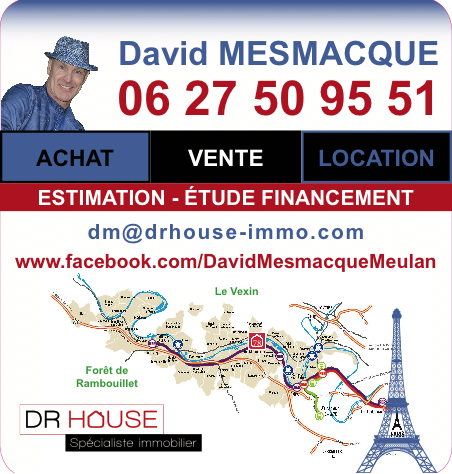 David MESMACQUE
06 27 50 95 51
ACHAT VENTE LOCATION
ESTIMATION - ÉTUDE FINANCEMENT
dm@drhouse-immo.com
www.facebook.com/DavidMesmacqueMeulan
Le Vexin
Forêt de
Rambouillet
PARIS
DR HOUSE
Spécialiste immobilier